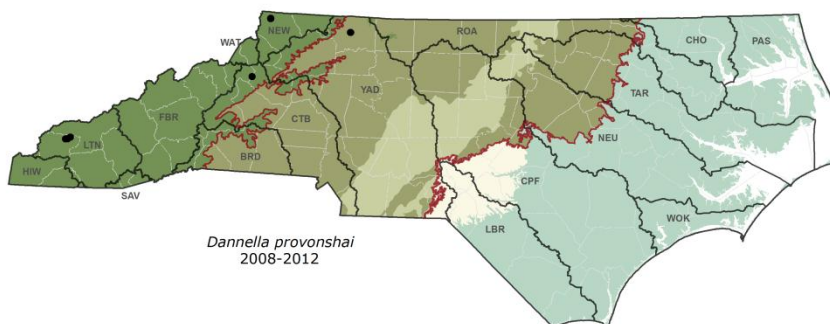 NEW
ROA
CHO
PAS
WAT
YAD
TAR
CTB
FBR
NEU
LTN
BRD
HIW
CPF
SAV
WOK
LBR
Dannella provonshai
2008-2012